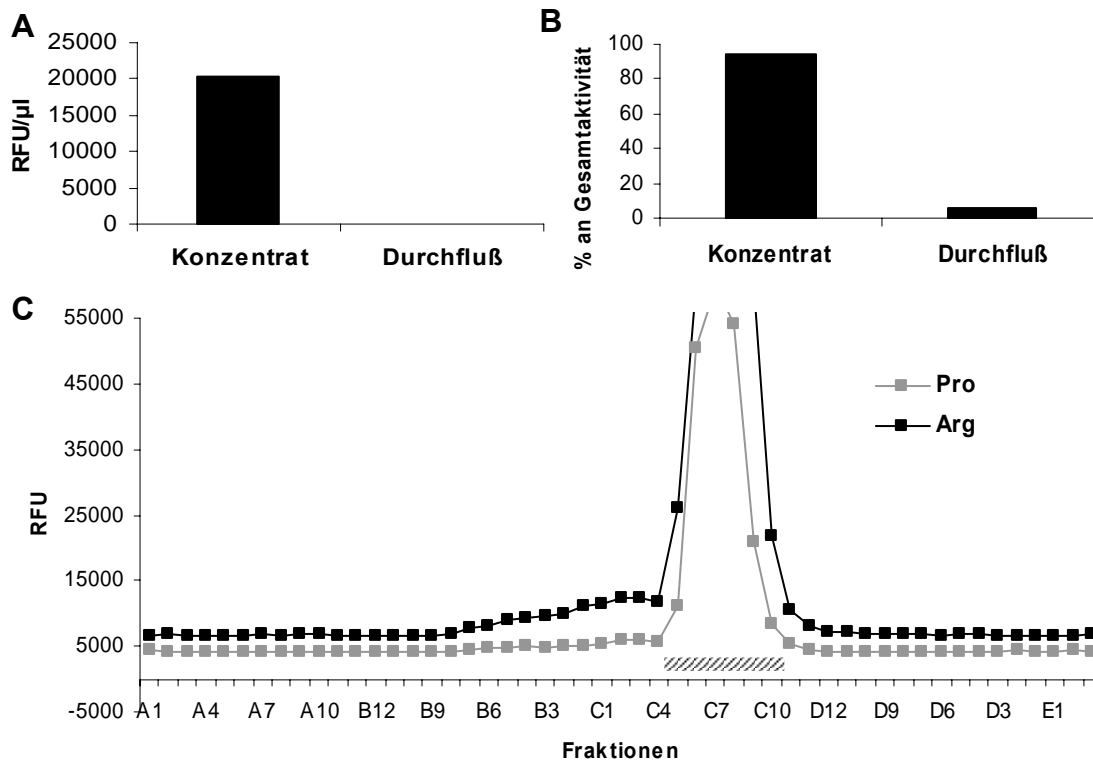 A
RFU/µl
25000
20000
15000
10000
5000
0
Konzentrat
Durchfluß
B
% an Gesamtaktivität
100
80
60
40
20
0
Konzentrat
Durchfluß
C
RFU
55000
45000
35000
25000
15000
5000
-5000
Pro
Arg
A1 A4 A7 A10 B12 B9 B6 B3 C1 C4 C7 C10 D12 D9 D6 D3 E1
Fraktionen